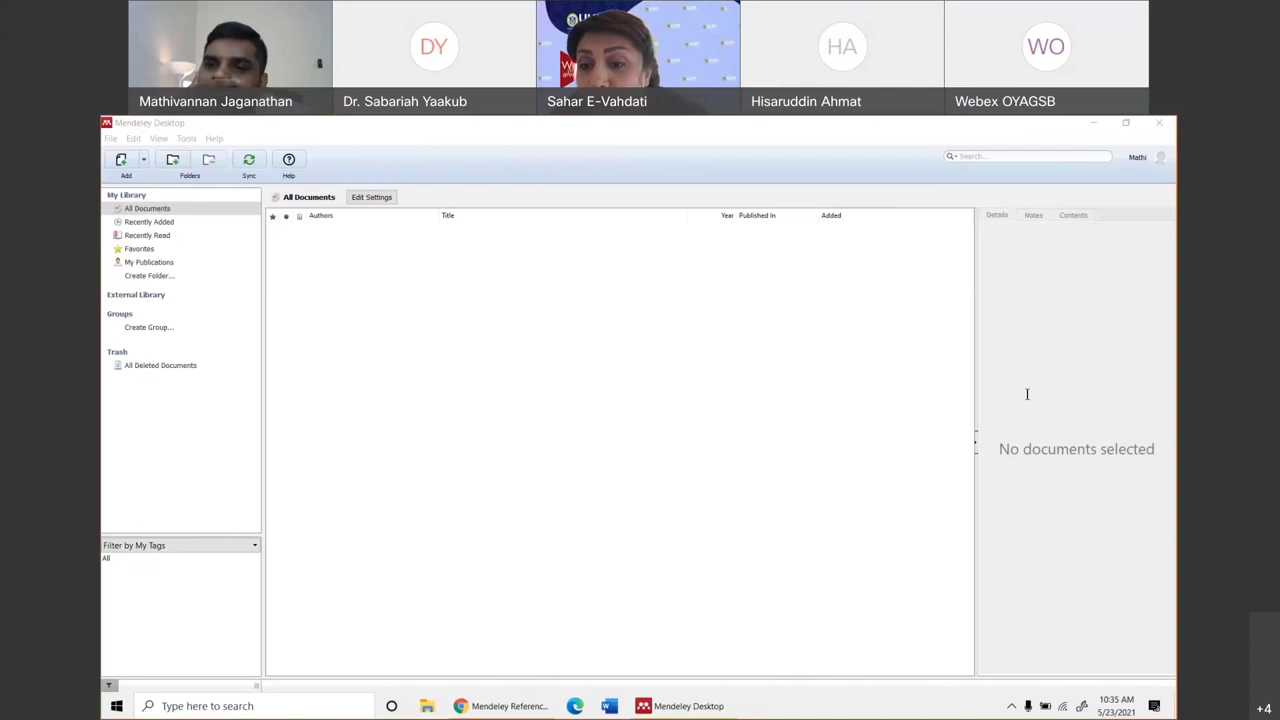 DY
HA
WO
Mathivannan Jaganathan
Dr. Sabariah Yaakub
Sahar E-Vahdati
Hisaruddin Ahmat
Webex OYAGSB
Mendeley Desktop
File Edit View Tools Help
Search...
Mathi
Add
Folders
Sync
Help
My Library
All Documents
Recently Added
Recently Read
Favorites
My Publications
Create Folder...
External Library
Groups
Create Group...
Trash
All Deleted Documents
All Documents
Edit Settings
Authors
Title
Year
Published In
Added
Details
Notes
Contents
No documents selected
Filter by My Tags
All
Type here to search
Mendeley Referenc...
Mendeley Desktop
10:35 AM
5/23/2021
+4